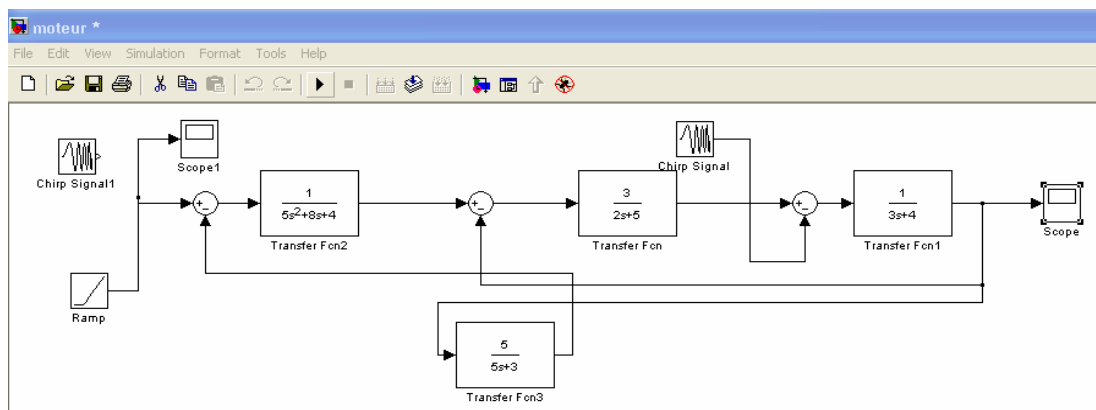 moteur *
File Edit View Simulation Format Tools Help
Scope1
Chirp Signal1
Chirp Signal
+
-
1
5s²+8s+4
Transfer Fcn2
+
-
3
2s+5
Transfer Fcn
+
-
1
3s+4
Transfer Fcn1
Scope
Ramp
5
5s+3
Transfer Fcn3